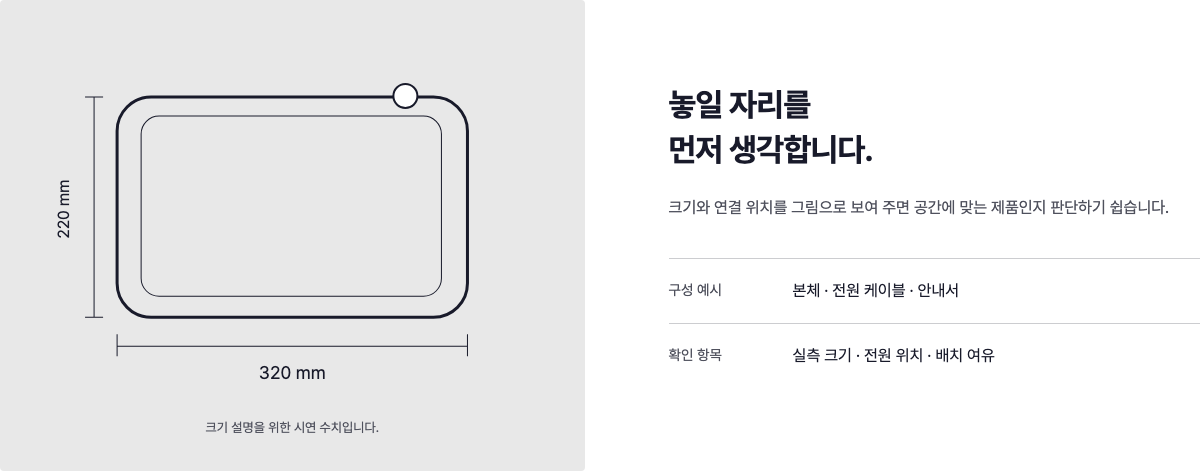 220 mm
320 mm
크기 설명을 위한 시연 수치입니다.
놓일 자리를
먼저 생각합니다.
크기와 연결 위치를 그림으로 보여 주면 공간에 맞는 제품인지 판단하기 쉽습니다.
구성 예시 본체 · 전원 케이블 · 안내서
확인 항목 실측 크기 · 전원 위치 · 배치 여유